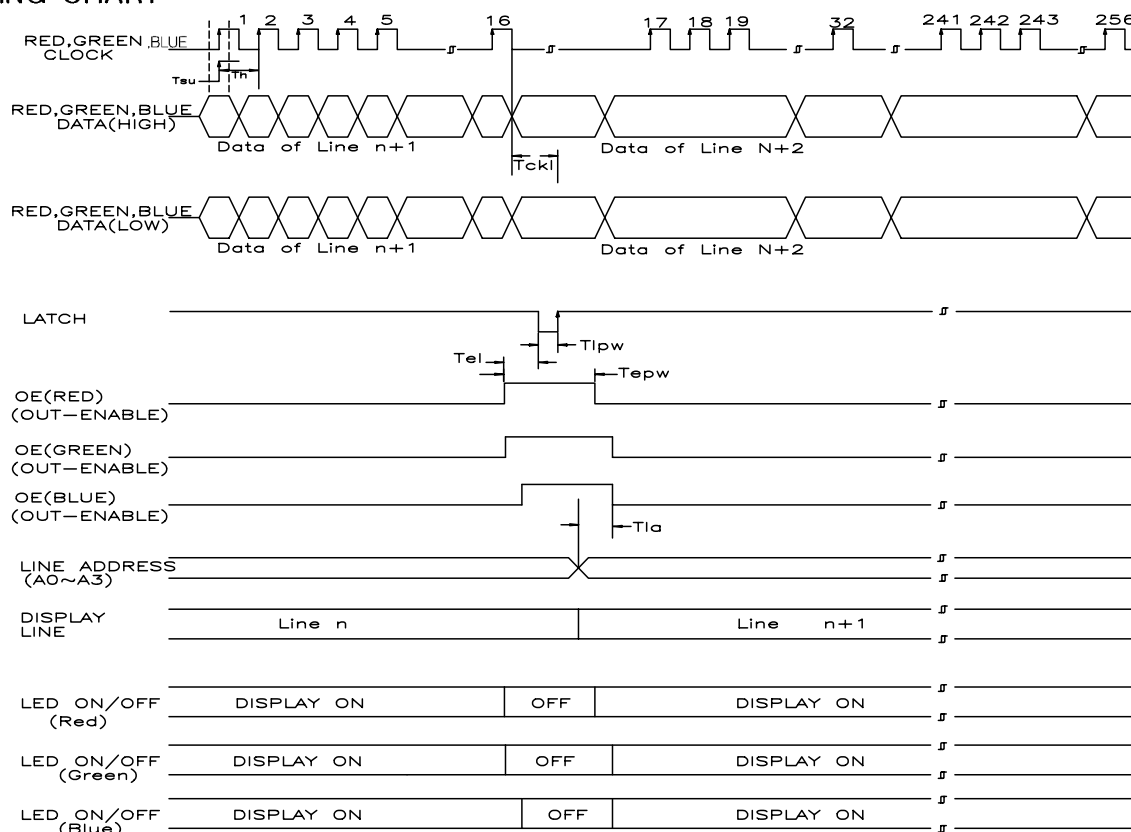 1 2 3 4 5 16 17 18 19 32 241 242 243 256
RED,GREEN,BLUE
CLOCK
Tsu
Th
RED,GREEN,BLUE
DATA(HIGH)
Data of Line n+1
Data of Line N+2
Tckl
RED,GREEN,BLUE
DATA(LOW)
Data of Line n+1
Data of Line N+2
LATCH
Tlpw
Tel
Tepw
OE(RED)
(OUT-ENABLE)
OE(GREEN)
(OUT-ENABLE)
OE(BLUE)
(OUT-ENABLE)
Tla
LINE ADDRESS
(A0~A3)
DISPLAY
LINE
Line n
Line n+1
LED ON/OFF
(Red)
DISPLAY ON
OFF
DISPLAY ON
LED ON/OFF
(Green)
DISPLAY ON
OFF
DISPLAY ON
LED ON/OFF
(Blue)
DISPLAY ON
OFF
DISPLAY ON